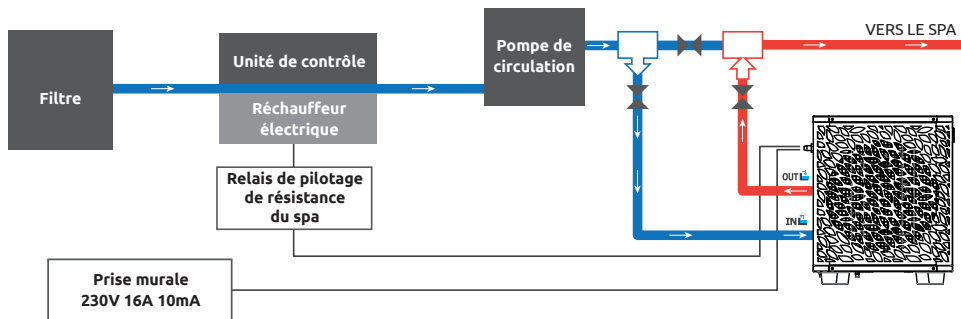 Filtre
Unité de contrôle
Réchauffeur
électrique
Relais de pilotage
de résistance
du spa
Prise murale
230V 16A 10mA
Pompe de
circulation
VERS LE SPA
OUT
IN